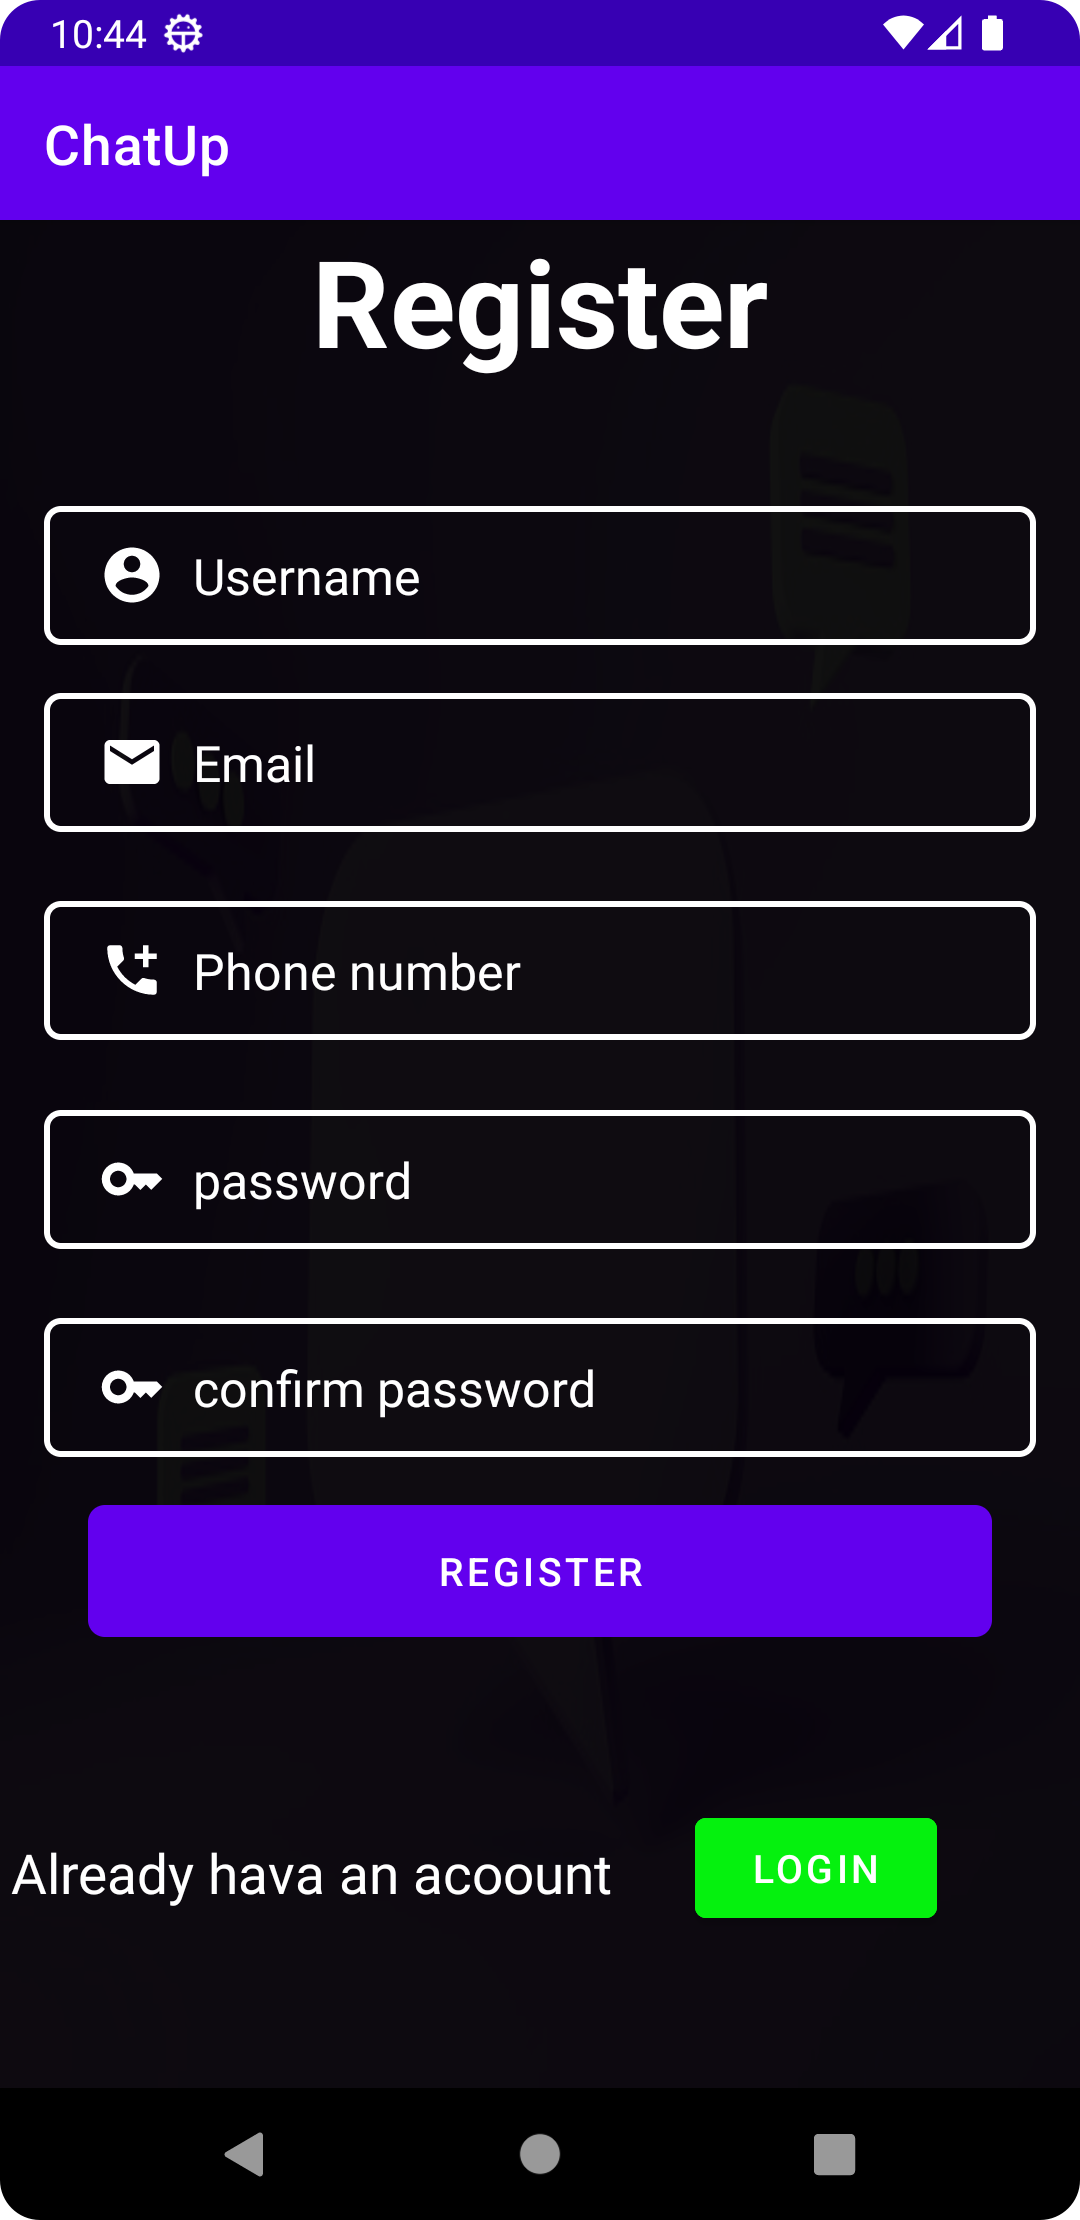 10:44
ChatUp
Register
Username
Email
Phone number
password
confirm password
REGISTER
Already hava an acoount
LOGIN